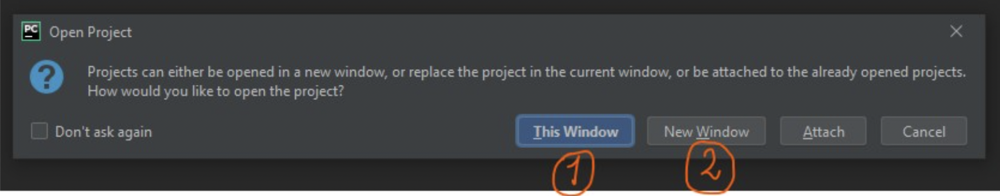 PC Open Project
Projects can either be opened in a new window, or replace the project in the current window, or be attached to the already opened projects.
How would you like to open the project?
Don't ask again This Window New Window Attach Cancel
1 2